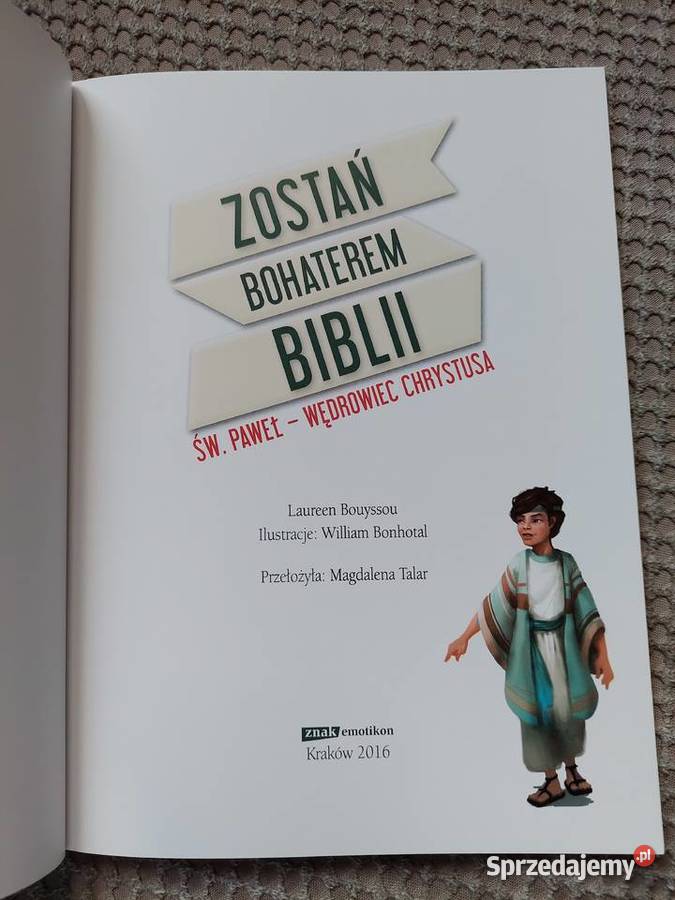 ZOSTAŃ
BOHATEREM
BIBLII
ŚW. PAWEŁ – WĘDROWIEC CHRYSTUSA
Laureen Bouyssou
Ilustracje: William Bonhotal
Przełożyła: Magdalena Talar
znak emotikon
Kraków 2016
Sprzedajemy.pl